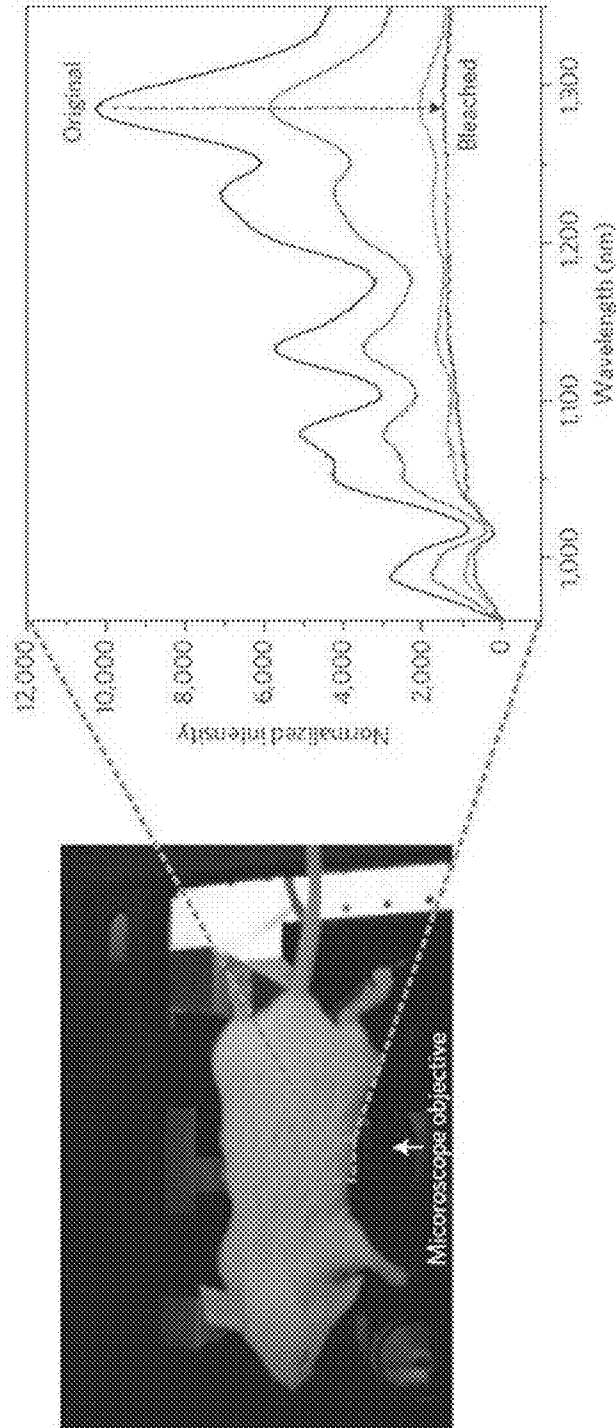 Original
Bleached
12,000
10,000
8,000
6,000
4,000
2,000
0
Normalized intensity
1,000
1,100
1,200
1,300
Wavelength (nm)
Micoroscope objective